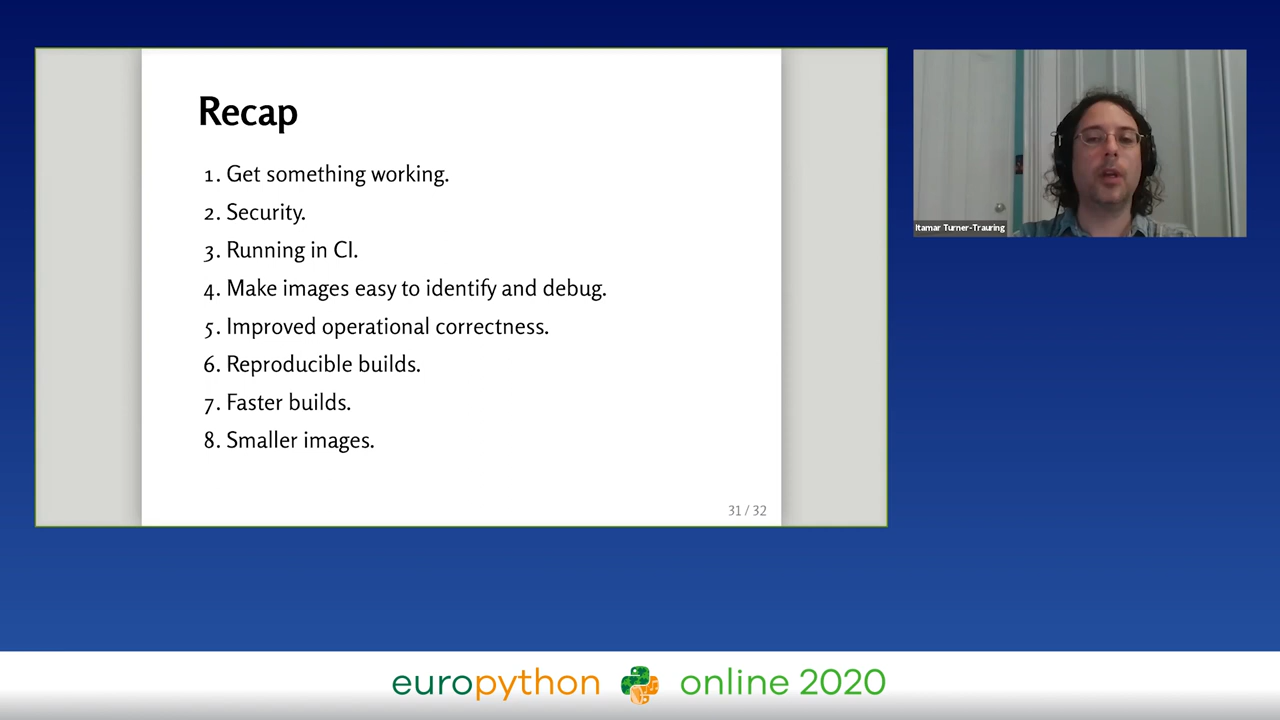 Recap
1. Get something working.
2. Security.
3. Running in CI.
4. Make images easy to identify and debug.
5. Improved operational correctness.
6. Reproducible builds.
7. Faster builds.
8. Smaller images.
31 / 32
Itamar Turner-Trauring
europython online 2020